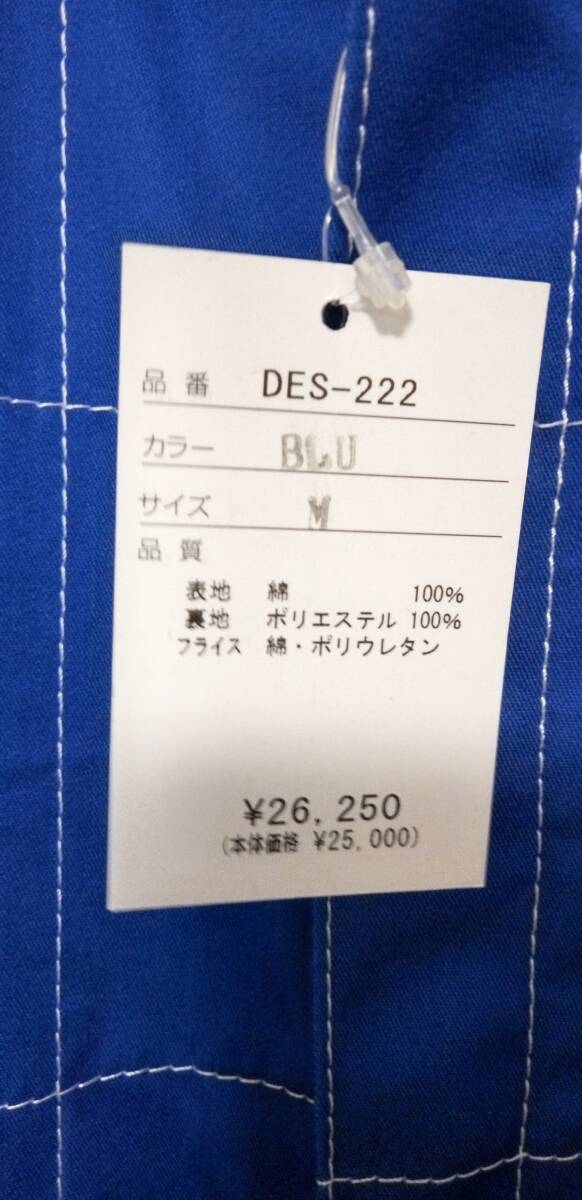 品番 DES-222
カラー BLU
サイズ M
品質
表地 綿 100%
裏地 ポリエステル 100%
フライス 綿・ポリウレタン
¥26,250
(本体価格 ¥25,000)